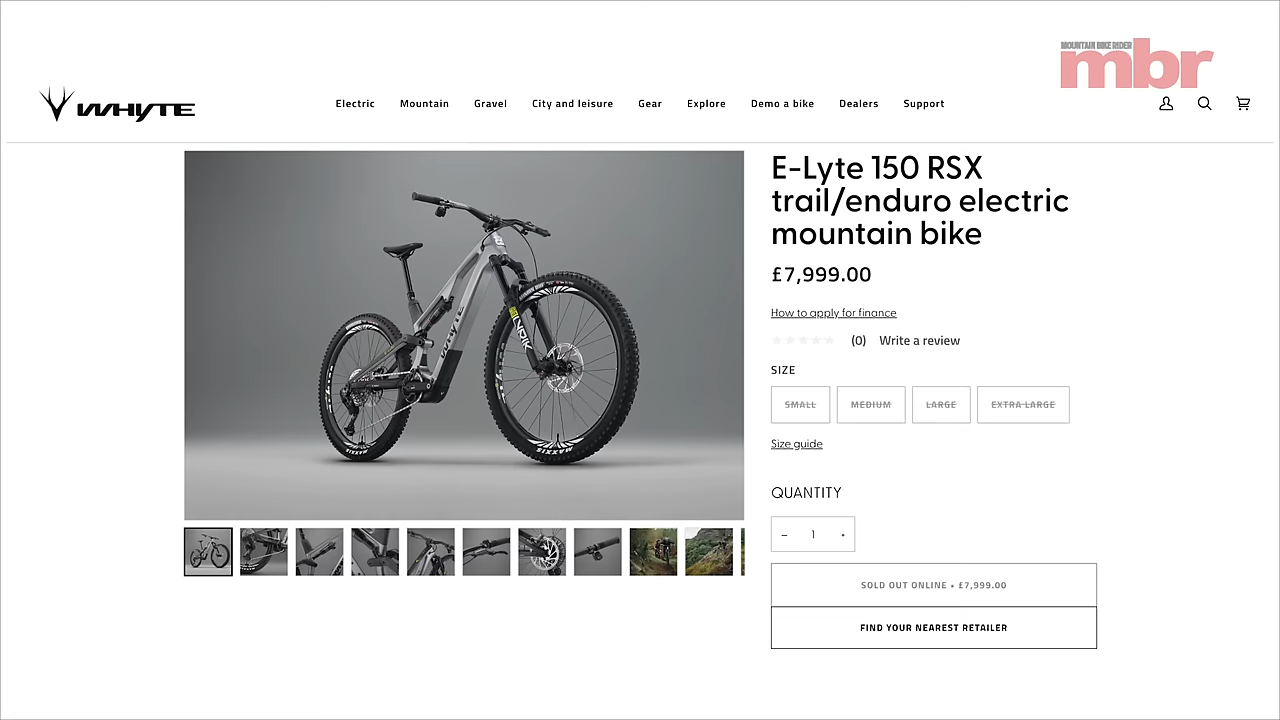 MOUNTAIN BIKE RIDER
mbr
WHYTE
Electric
Mountain
Gravel
City and leisure
Gear
Explore
Demo a bike
Dealers
Support
E-Lyte 150 RSX
trail/enduro electric
mountain bike
£7,999.00
How to apply for finance
(0) Write a review
SIZE
SMALL
MEDIUM
LARGE
EXTRA LARGE
Size guide
QUANTITY
− 1 +
SOLD OUT ONLINE • £7,999.00
FIND YOUR NEAREST RETAILER
WHYTE
LYRIK
MAXXIS
MAXXIS